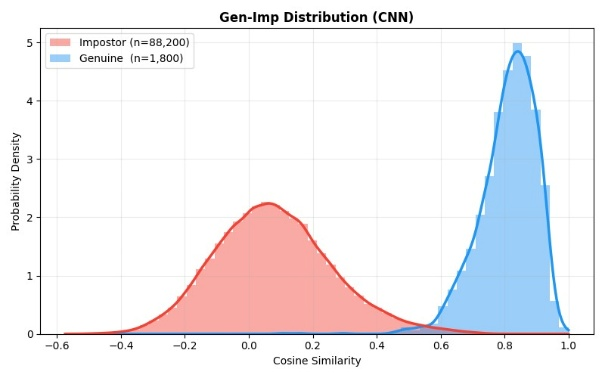 Gen-Imp Distribution (CNN)
Impostor (n=88,200)
Genuine (n=1,800)
Probability Density
5
4
3
2
1
0
−0.6 −0.4 −0.2 0.0 0.2 0.4 0.6 0.8 1.0
Cosine Similarity